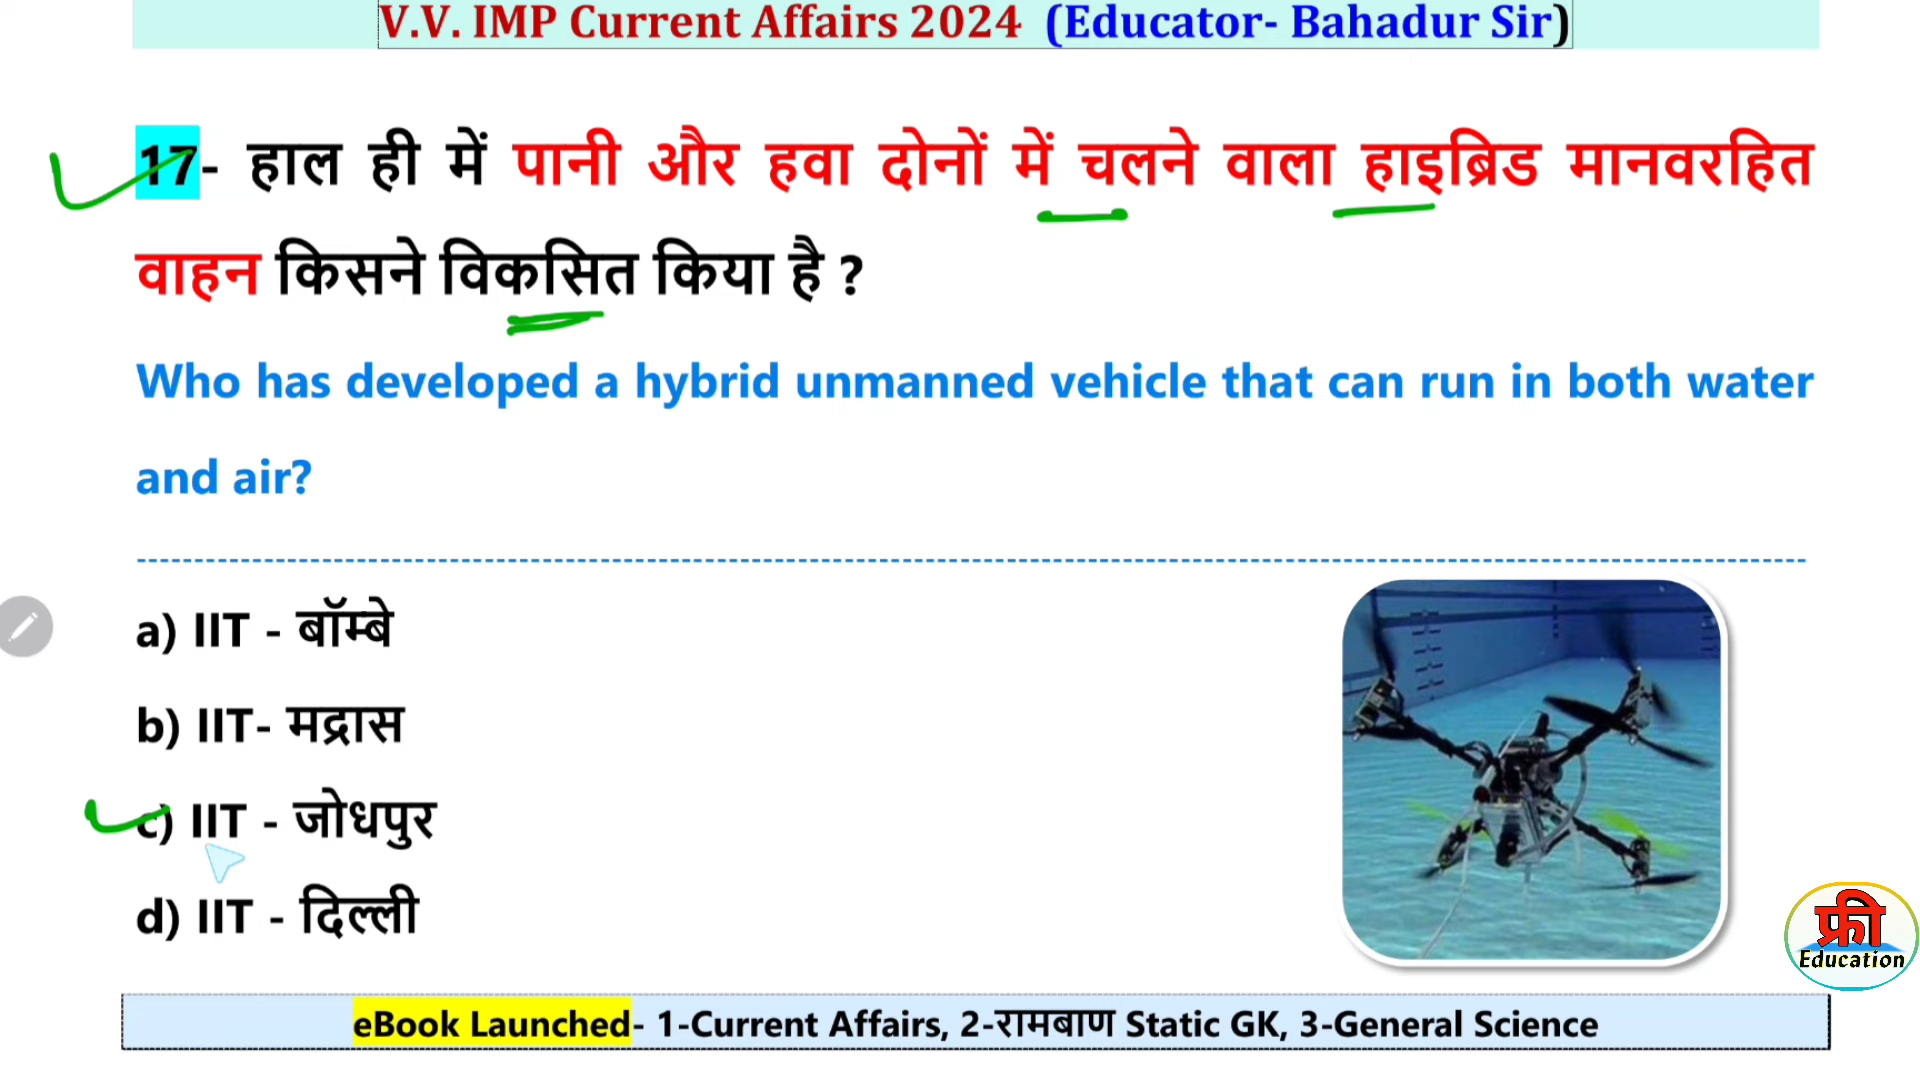 V.V. IMP Current Affairs 2024 (Educator- Bahadur Sir)
17- हाल ही में पानी और हवा दोनों में चलने वाला हाइब्रिड मानवरहित
वाहन किसने विकसित किया है ?
Who has developed a hybrid unmanned vehicle that can run in both water
and air?
a) IIT - बॉम्बे
b) IIT- मद्रास
c) IIT - जोधपुर
d) IIT - दिल्ली
फ्री
Education
eBook Launched- 1-Current Affairs, 2-रामबाण Static GK, 3-General Science